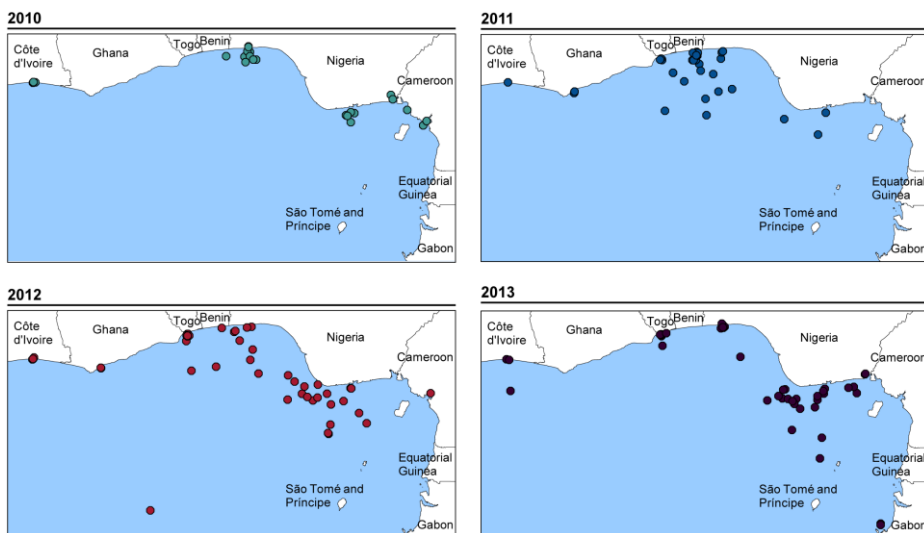 2010
Côte
d'Ivoire
Ghana
Togo
Benin
Nigeria
Cameroon
Equatorial
Guinea
São Tomé and
Príncipe
Gabon
2011
Côte
d'Ivoire
Ghana
Togo
Benin
Nigeria
Cameroon
Equatorial
Guinea
São Tomé and
Príncipe
Gabon
2012
Côte
d'Ivoire
Ghana
Togo
Benin
Nigeria
Cameroon
Equatorial
Guinea
São Tomé and
Príncipe
Gabon
2013
Côte
d'Ivoire
Ghana
Togo
Benin
Nigeria
Cameroon
Equatorial
Guinea
São Tomé and
Príncipe
Gabon